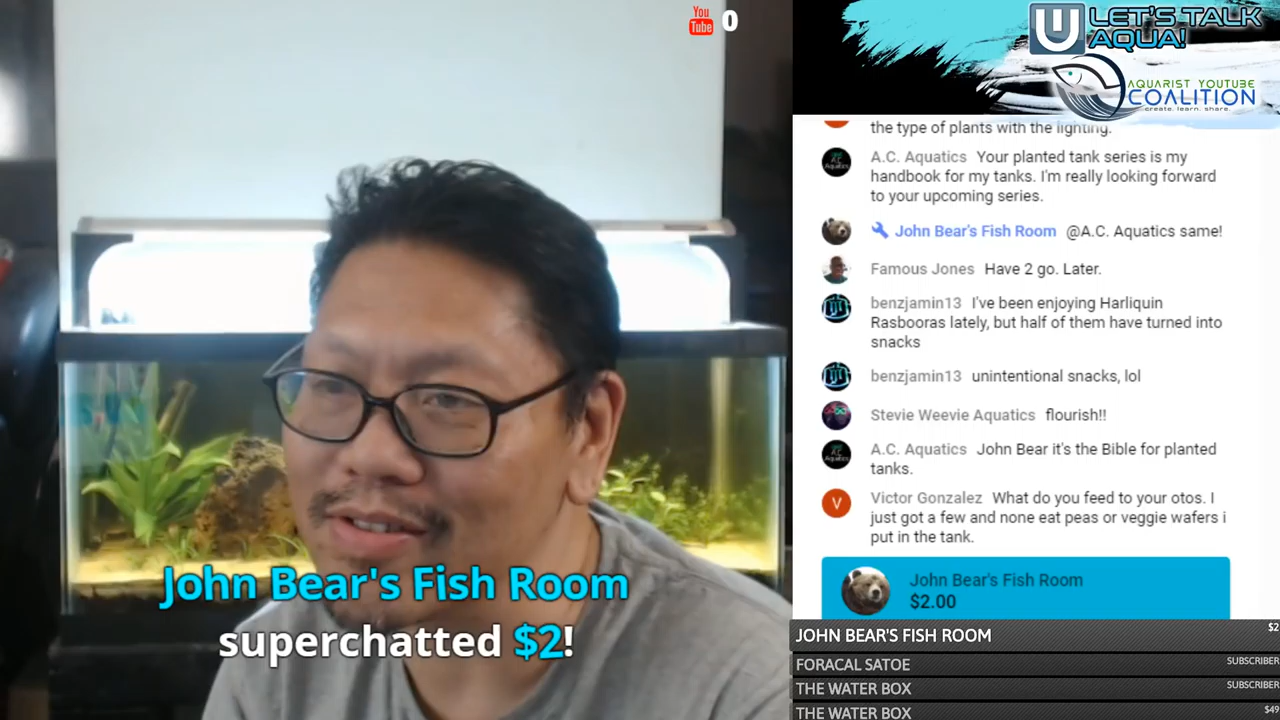 You
Tube
0
LET'S TALK
AQUA!
AQUARIST YOUTUBE
COALITION
create. learn. share.
the type of plants with the lighting.
A.C. Aquatics Your planted tank series is my
handbook for my tanks. I'm really looking forward
to your upcoming series.
John Bear's Fish Room @A.C. Aquatics same!
Famous Jones Have 2 go. Later.
benzjamin13 I've been enjoying Harliquin
Rasbooras lately, but half of them have turned into
snacks
benzjamin13 unintentional snacks, lol
Stevie Weevie Aquatics flourish!!
A.C. Aquatics John Bear it's the Bible for planted
tanks.
V
Victor Gonzalez What do you feed to your otos. I
just got a few and none eat peas or veggie wafers i
put in the tank.
John Bear's Fish Room
$2.00
John Bear's Fish Room
superchatted $2!
JOHN BEAR'S FISH ROOM $2
FORACAL SATOE SUBSCRIBER
THE WATER BOX SUBSCRIBER
THE WATER BOX $49